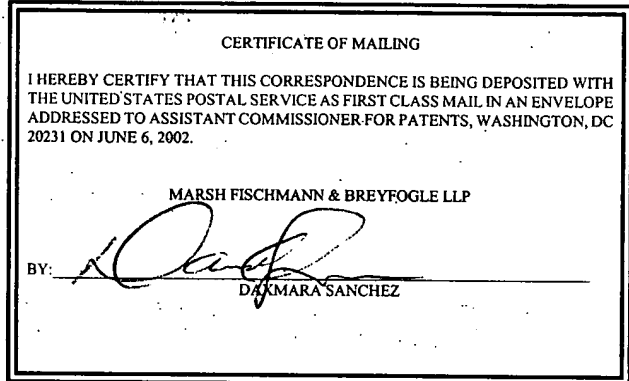 CERTIFICATE OF MAILING
I HEREBY CERTIFY THAT THIS CORRESPONDENCE IS BEING DEPOSITED WITH
THE UNITED STATES POSTAL SERVICE AS FIRST CLASS MAIL IN AN ENVELOPE
ADDRESSED TO ASSISTANT COMMISSIONER FOR PATENTS, WASHINGTON, DC
20231 ON JUNE 6, 2002.
MARSH FISCHMANN & BREYFOGLE LLP
BY:
DAXMARA SANCHEZ